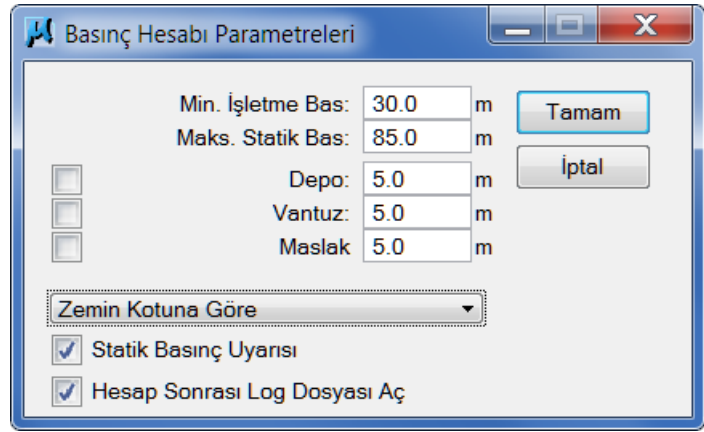 Basınç Hesabı Parametreleri
Min. İşletme Bas: 30.0 m Tamam
Maks. Statik Bas: 85.0 m
Depo: 5.0 m İptal
Vantuz: 5.0 m
Maslak 5.0 m
Zemin Kotuna Göre
Statik Basınç Uyarısı
Hesap Sonrası Log Dosyası Aç